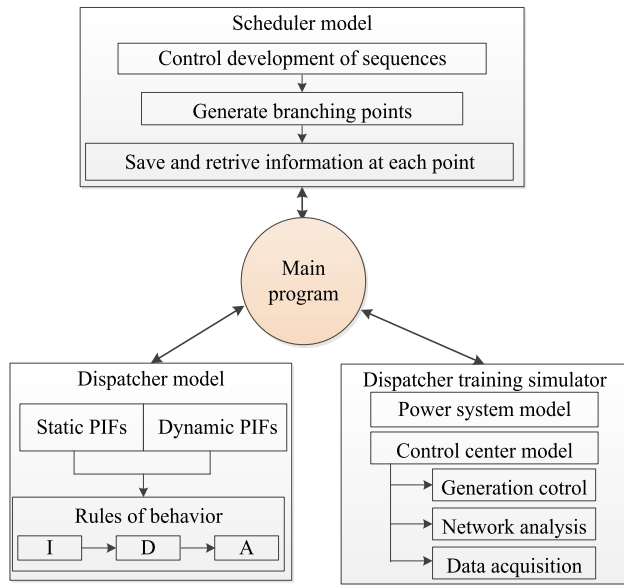 Scheduler model
Control development of sequences
Generate branching points
Save and retrive information at each point
Main
program
Dispatcher model
Static PIFs
Dynamic PIFs
Rules of behavior
I
D
A
Dispatcher training simulator
Power system model
Control center model
Generation cotrol
Network analysis
Data acquisition